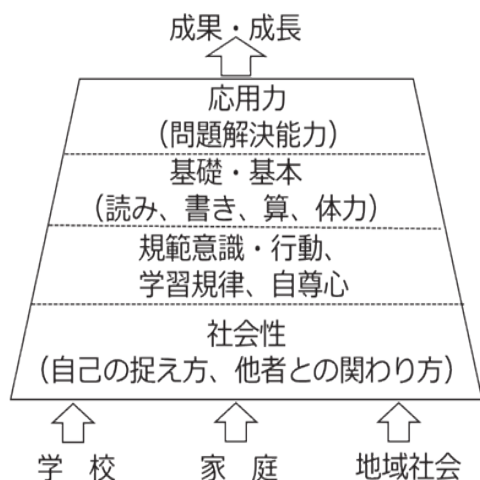 成果・成長
応用力
（問題解決能力）
基礎・基本
（読み、書き、算、体力）
規範意識・行動、
学習規律、自尊心
社会性
（自己の捉え方、他者との関わり方）
学　校　家　庭　地域社会